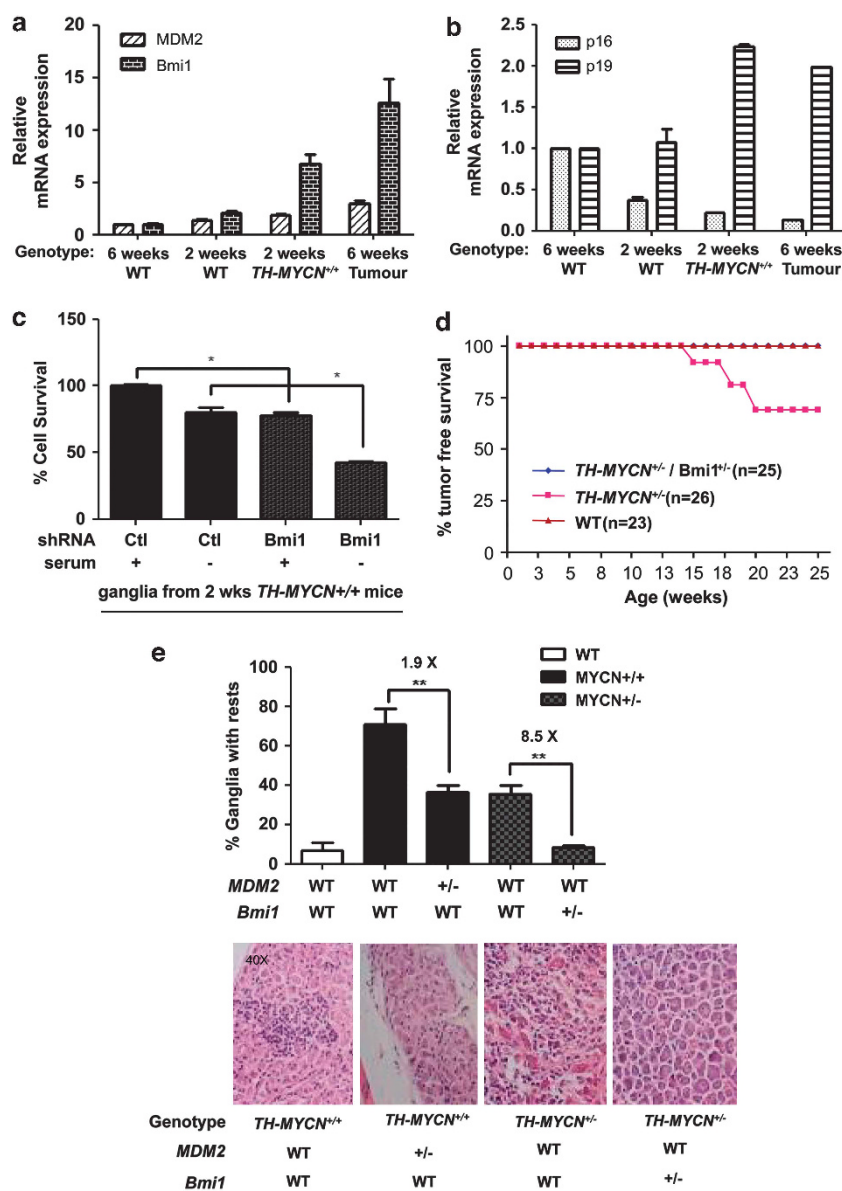 a
MDM2
Bmi1
Relative
mRNA expression
20
15
10
5
0
Genotype: 6 weeks 2 weeks 2 weeks 6 weeks
WT WT TH-MYCN+/+ Tumour
b
p16
p19
Relative
mRNA expression
2.5
2.0
1.5
1.0
0.5
0.0
Genotype: 6 weeks 2 weeks 2 weeks 6 weeks
WT WT TH-MYCN+/+ Tumour
c
% Cell Survival
150
100
50
0
*
*
shRNA Ctl Ctl Bmi1 Bmi1
serum + - + -
ganglia from 2 wks TH-MYCN+/+ mice
d
% tumor free survival
100
75
50
25
0
TH-MYCN+/- / Bmi1+/- (n=25)
TH-MYCN+/- (n=26)
WT (n=23)
0 3 5 8 10 13 15 18 20 23 25
Age (weeks)
e
WT
MYCN+/+
MYCN+/-
% Ganglia with rests
100
80
60
40
20
0
1.9 X
**
8.5 X
**
MDM2 WT WT +/- WT WT
Bmi1 WT WT WT WT +/-
40X
Genotype TH-MYCN+/+ TH-MYCN+/+ TH-MYCN+/- TH-MYCN+/-
MDM2 WT +/- WT WT
Bmi1 WT WT WT +/-